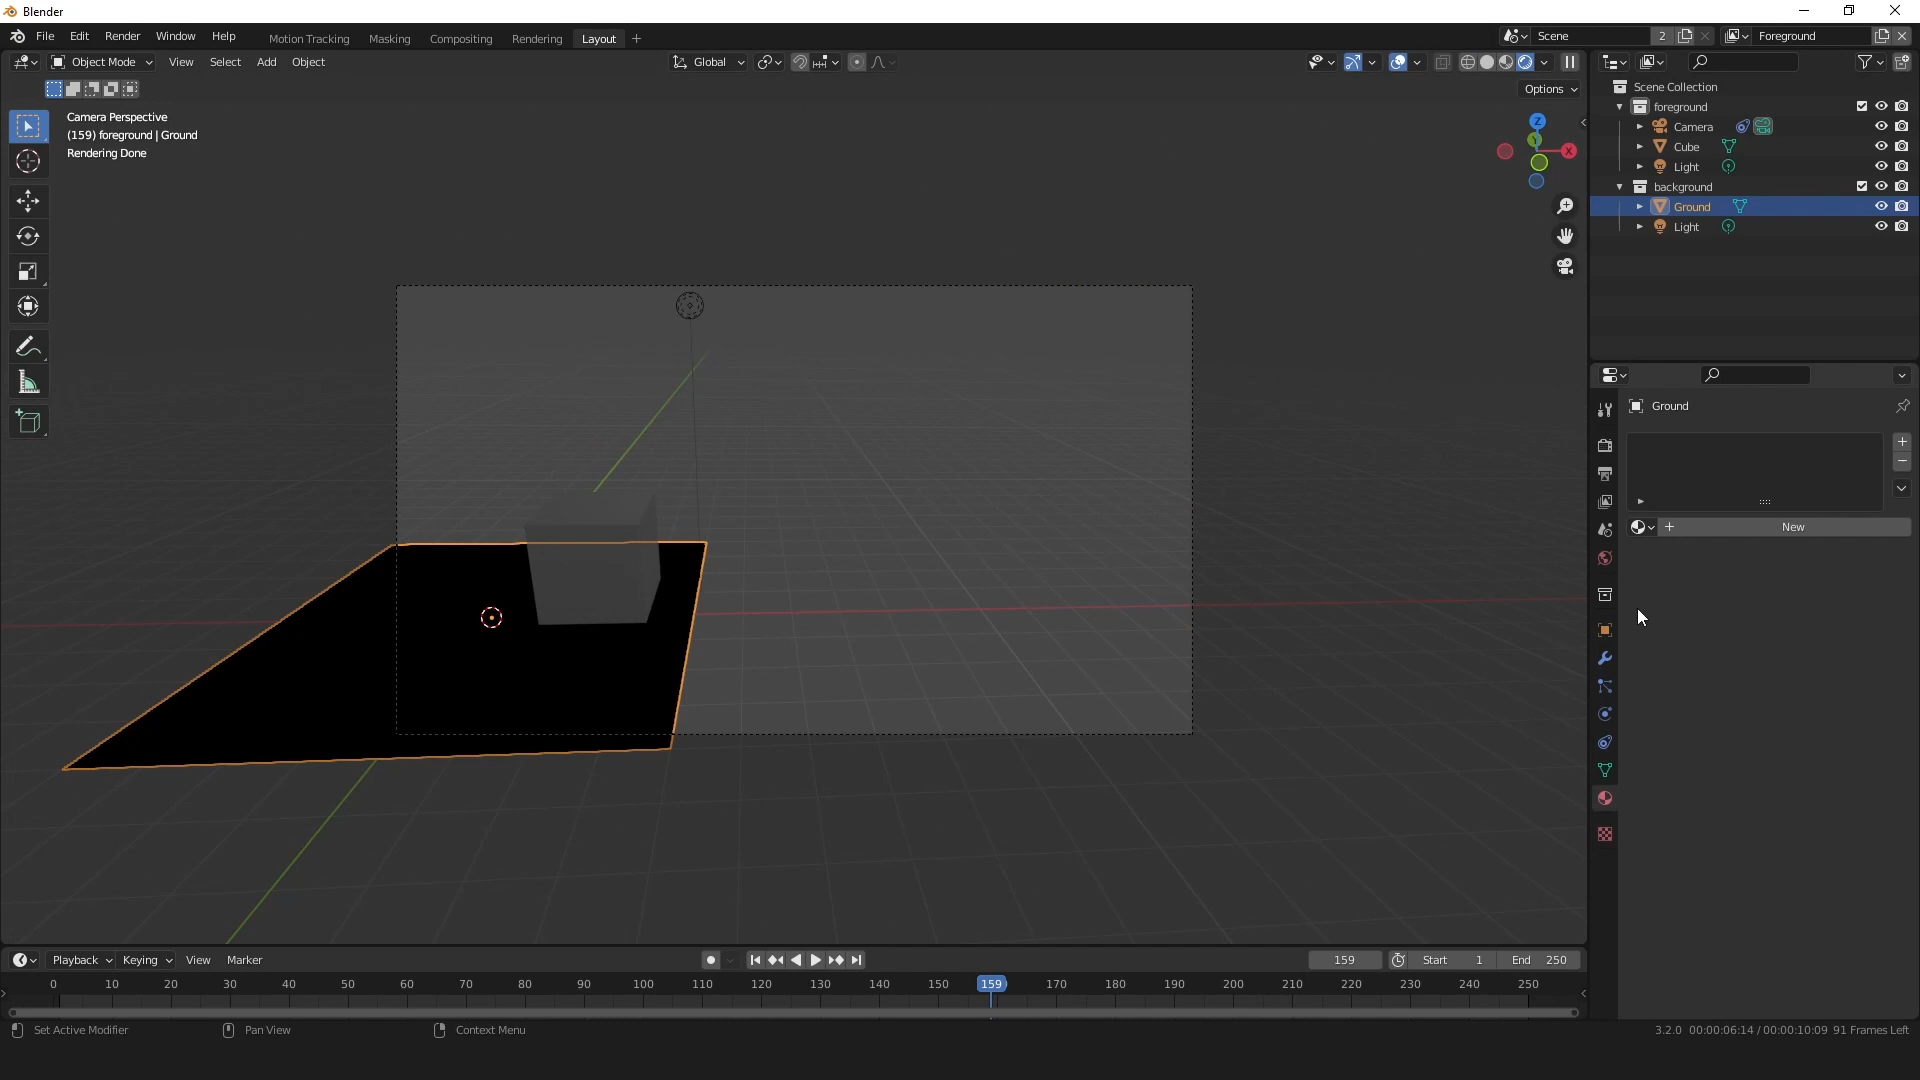 Blender
File Edit Render Window Help Motion Tracking Masking Compositing Rendering Layout + Scene 2 Foreground
Object Mode View Select Add Object Global
Options
Camera Perspective
(159) foreground | Ground
Rendering Done
Z
Y
X
Scene Collection
foreground
Camera
Cube
Light
background
Ground
Light
Ground
+ New
Playback Keying View Marker 159 Start 1 End 250
0 10 20 30 40 50 60 70 80 90 100 110 120 130 140 150 159 170 180 190 200 210 220 230 240 250
Set Active Modifier Pan View Context Menu 3.2.0 00:00:06:14 / 00:00:10:09 91 Frames Left